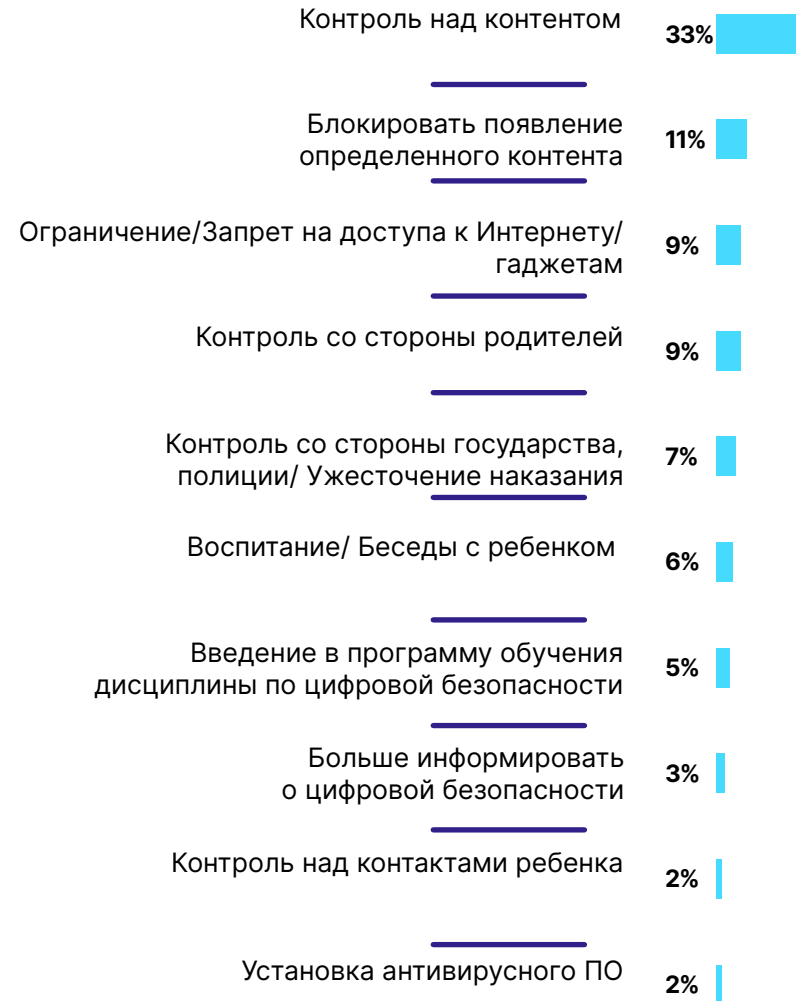 Контроль над контентом
33%
Блокировать появление
определенного контента
11%
Ограничение/Запрет на доступа к Интернету/
гаджетам
9%
Контроль со стороны родителей
9%
Контроль со стороны государства,
полиции/ Ужесточение наказания
7%
Воспитание/ Беседы с ребенком
6%
Введение в программу обучения
дисциплины по цифровой безопасности
5%
Больше информировать
о цифровой безопасности
3%
Контроль над контактами ребенка
2%
Установка антивирусного ПО
2%